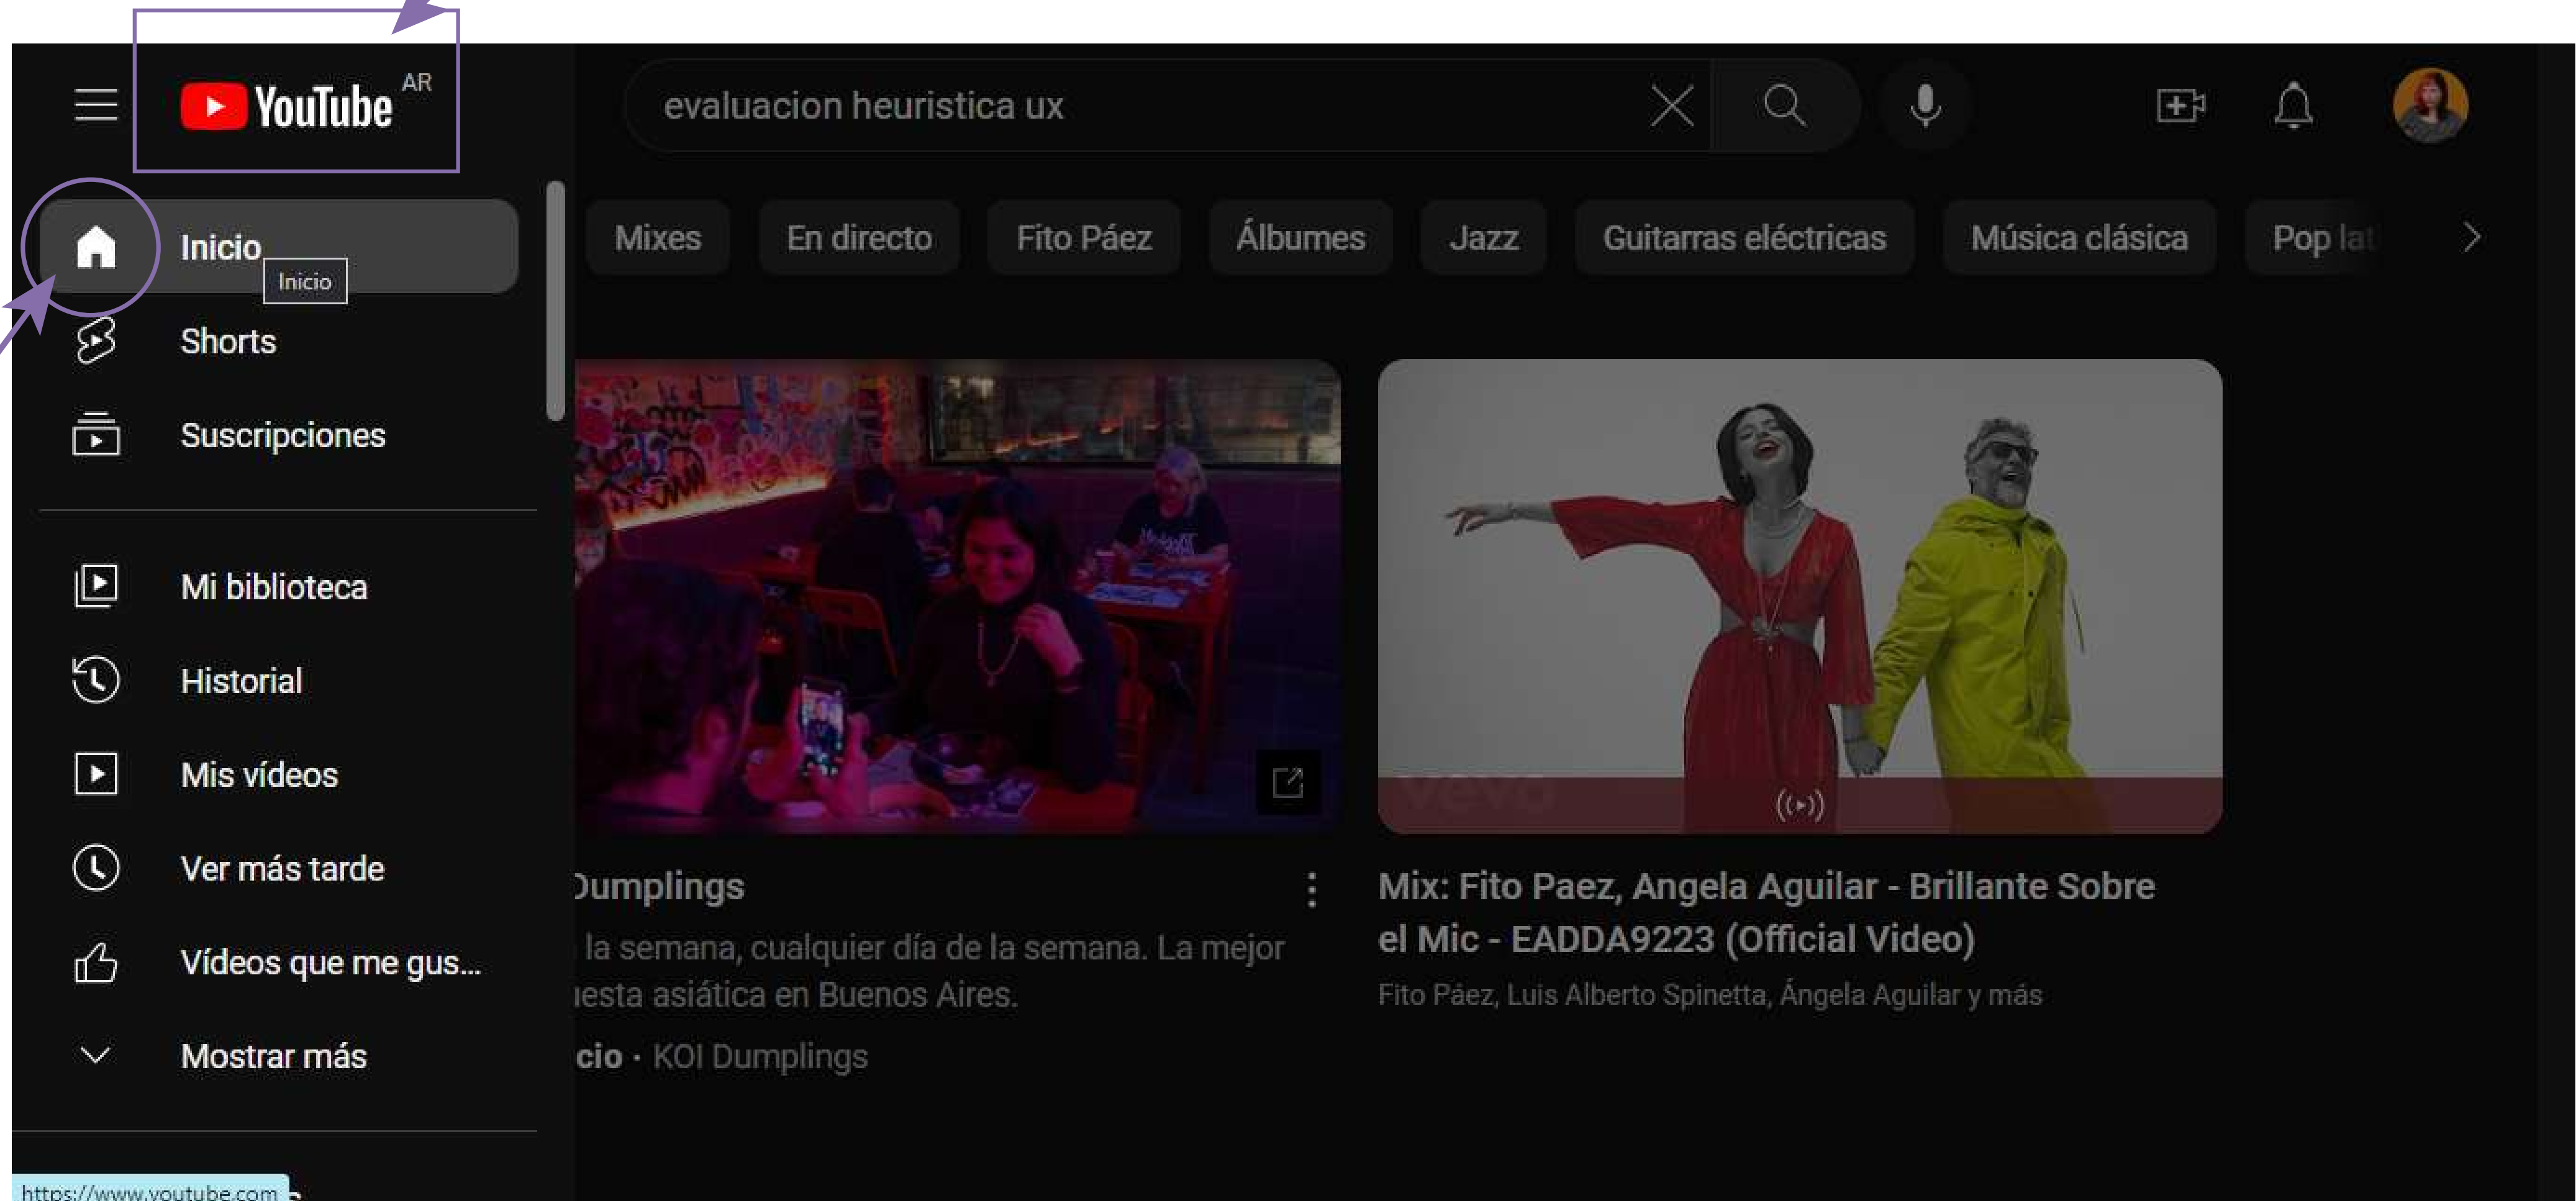 YouTube AR
evaluacion heuristica ux
Inicio
Inicio
Shorts
Suscripciones
Mi biblioteca
Historial
Mis vídeos
Ver más tarde
Vídeos que me gus...
Mostrar más
https://www.youtube.com
Mixes
En directo
Fito Páez
Álbumes
Jazz
Guitarras eléctricas
Música clásica
Pop lat
Dumplings
la semana, cualquier día de la semana. La mejor
esta asiática en Buenos Aires.
cio · KOI Dumplings
vevo
Mix: Fito Paez, Angela Aguilar - Brillante Sobre
el Mic - EADDA9223 (Official Video)
Fito Páez, Luis Alberto Spinetta, Ángela Aguilar y más